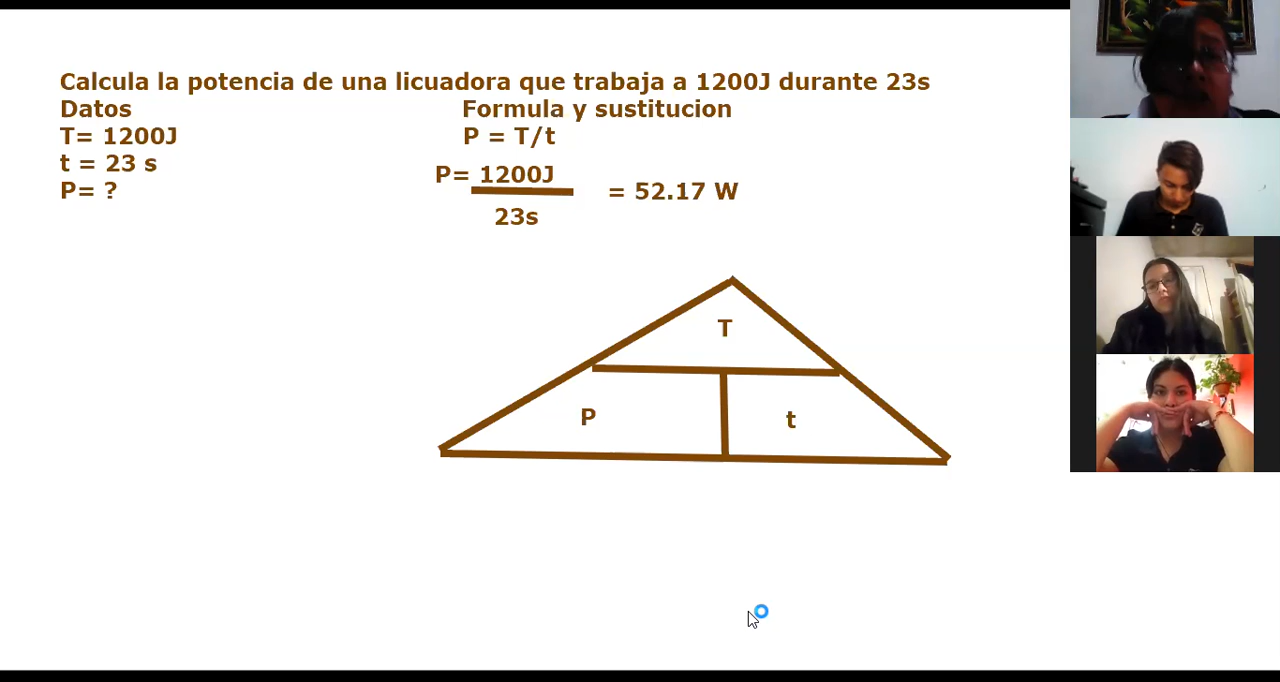 Calcula la potencia de una licuadora que trabaja a 1200J durante 23s
Datos
T= 1200J
t = 23 s
P= ?
Formula y sustitucion
P = T/t
P= 1200J
23s
= 52.17 W
T
P
t